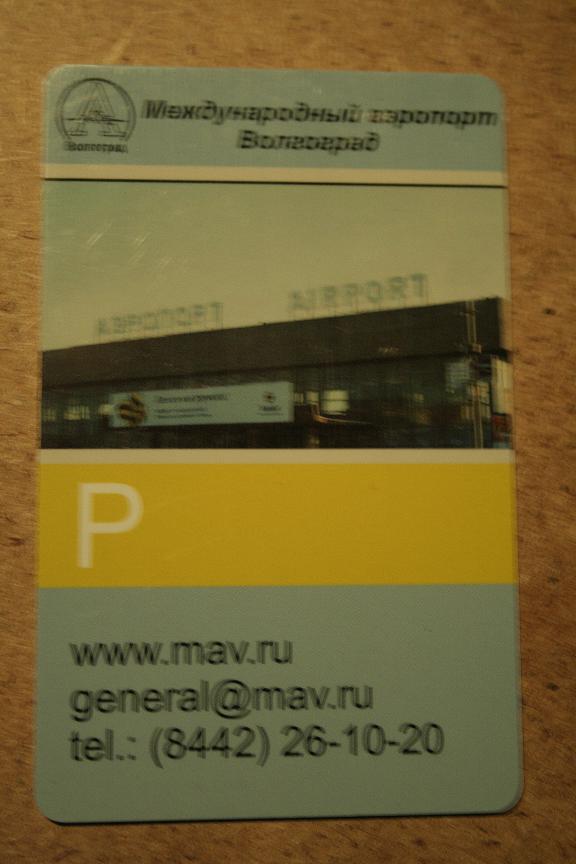 Международный аэропорт
Волгоград
Волгоград
АЭРОПОРТ
AIRPORT
P
www.mav.ru
general@mav.ru
tel.: (8442) 26-10-20